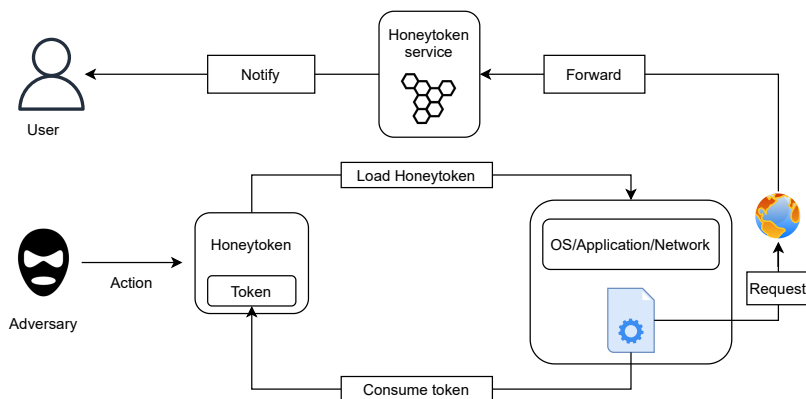 Honeytoken
service
Notify
Forward
User
Load Honeytoken
Honeytoken
OS/Application/Network
Token
Action
Request
Adversary
Consume token